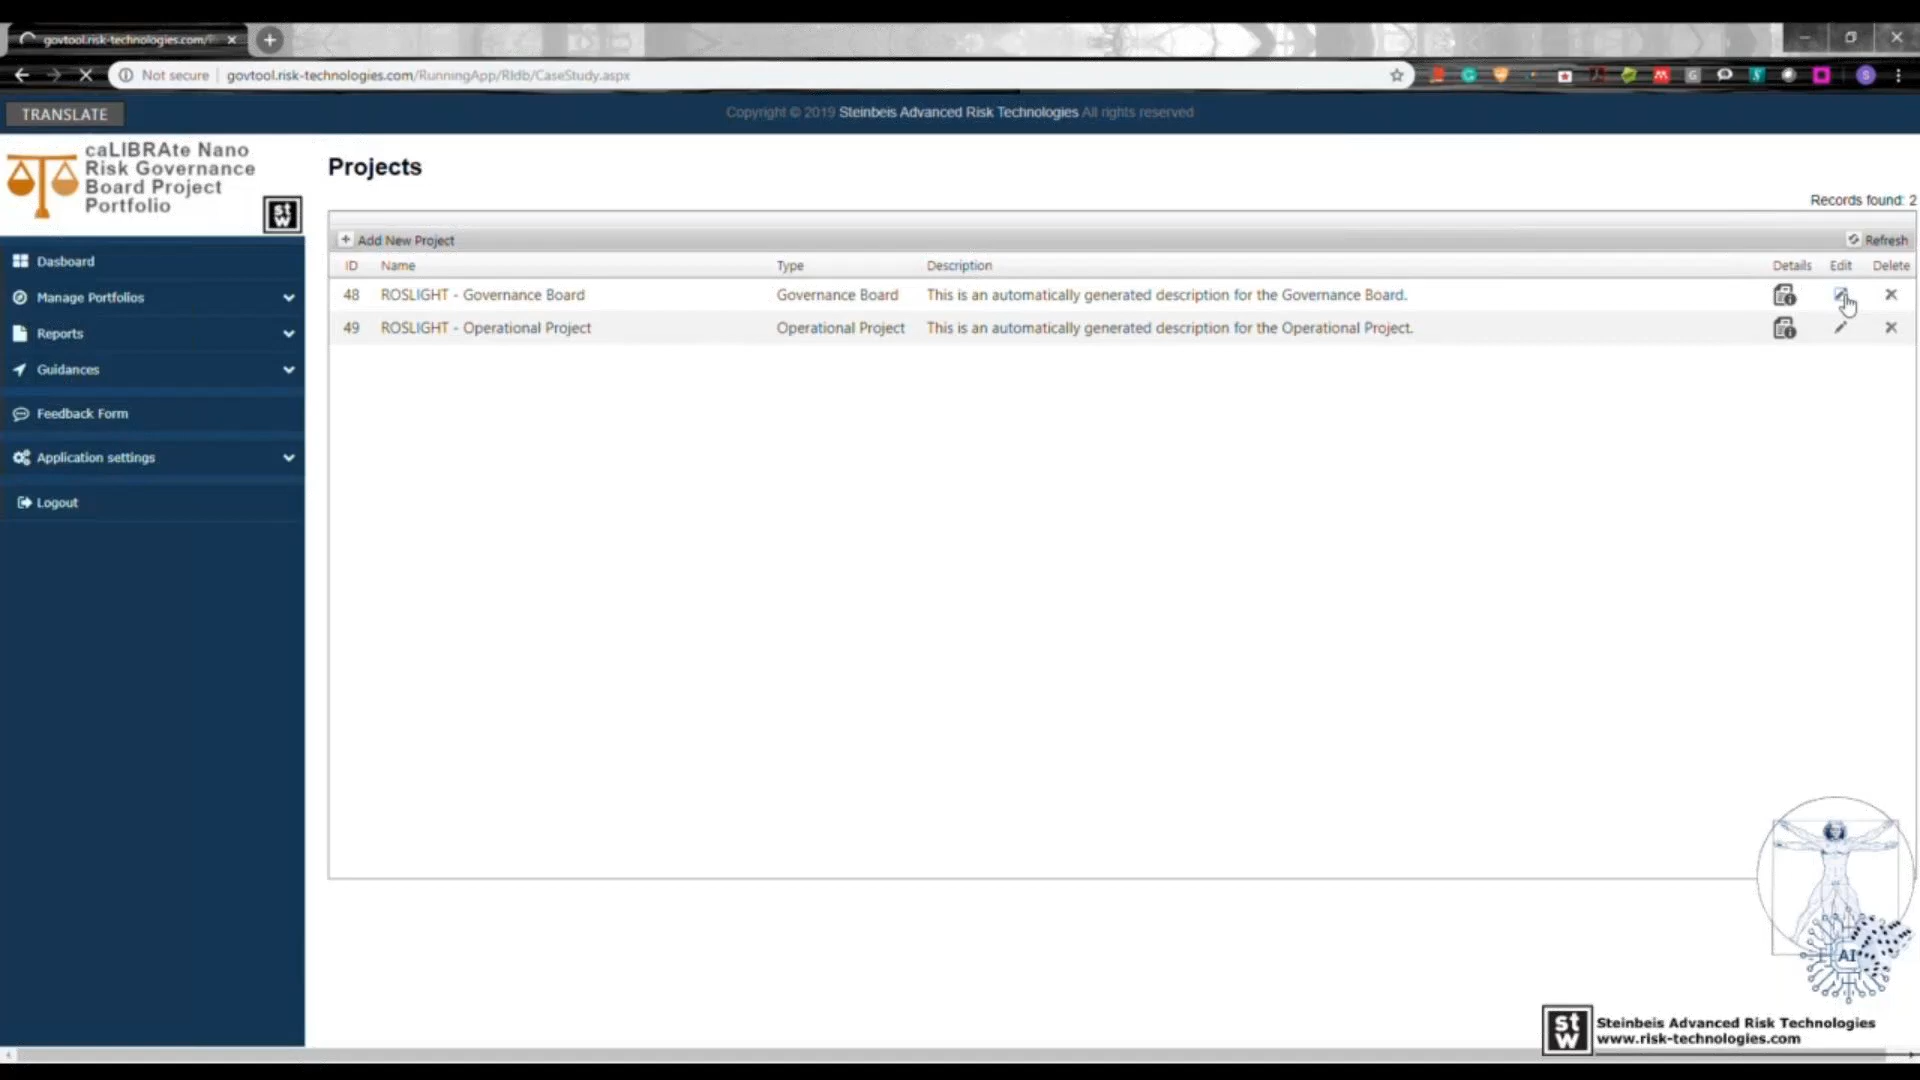 govtool.risk-technologies.com/
Not secure | govtool.risk-technologies.com/RunningApp/RIdb/CaseStudy.aspx
TRANSLATE
Copyright © 2019 Steinbeis Advanced Risk Technologies All rights reserved
caLIBRAte Nano
Risk Governance
Board Project
Portfolio
st
w
Dasboard
Manage Portfolios
Reports
Guidances
Feedback Form
Application settings
Logout
Projects
Records found: 2
+ Add New Project
Refresh
ID Name Type Description Details Edit Delete
48 ROSLIGHT - Governance Board Governance Board This is an automatically generated description for the Governance Board.
49 ROSLIGHT - Operational Project Operational Project This is an automatically generated description for the Operational Project.
AI
st
w
Steinbeis Advanced Risk Technologies
www.risk-technologies.com